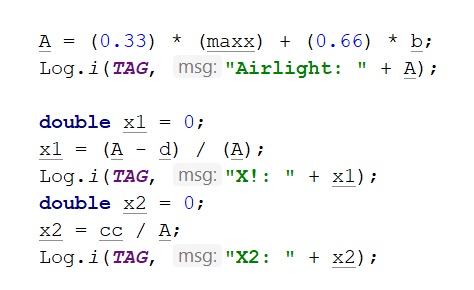 A = (0.33) * (maxx) + (0.66) * b;
Log.i(TAG, msg: "Airlight: " + A);
double x1 = 0;
x1 = (A - d) / (A);
Log.i(TAG, msg: "X!: " + x1);
double x2 = 0;
x2 = cc / A;
Log.i(TAG, msg: "X2: " + x2);